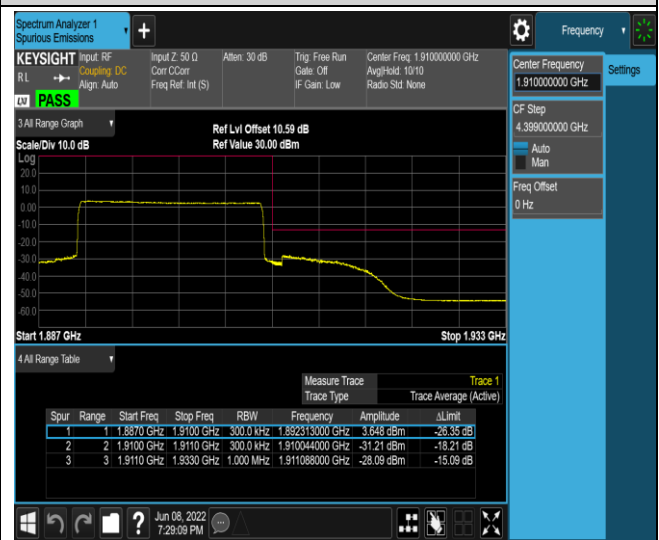 Spectrum Analyzer 1
Spurious Emissions
Frequency
KEYSIGHT
RL
LXI PASS
Input: RF
Coupling: DC
Align: Auto
Input Z: 50 Ω
Corr CCorr
Freq Ref: Int (S)
Atten: 30 dB
Trig: Free Run
Gate: Off
IF Gain: Low
Center Freq: 1.910000000 GHz
Avg|Hold: 10/10
Radio Std: None
Center Frequency
1.910000000 GHz
Settings
CF Step
4.399000000 GHz
Auto
Man
Freq Offset
0 Hz
3 All Range Graph
Scale/Div 10.0 dB
Ref Lvl Offset 10.59 dB
Ref Value 30.00 dBm
Log
20.0
10.0
0.00
-10.0
-20.0
-30.0
-40.0
-50.0
-60.0
Start 1.887 GHz Stop 1.933 GHz
4 All Range Table
Measure Trace Trace 1
Trace Type Trace Average (Active)
Spur Range Start Freq Stop Freq RBW Frequency Amplitude ΔLimit
1 1 1.8870 GHz 1.9100 GHz 300.0 kHz 1.892313000 GHz 3.648 dBm -26.35 dB
2 2 1.9100 GHz 1.9110 GHz 300.0 kHz 1.910044000 GHz -31.21 dBm -18.21 dB
3 3 1.9110 GHz 1.9330 GHz 1.000 MHz 1.911088000 GHz -28.09 dBm -15.09 dB
Jun 08, 2022
7:29:09 PM